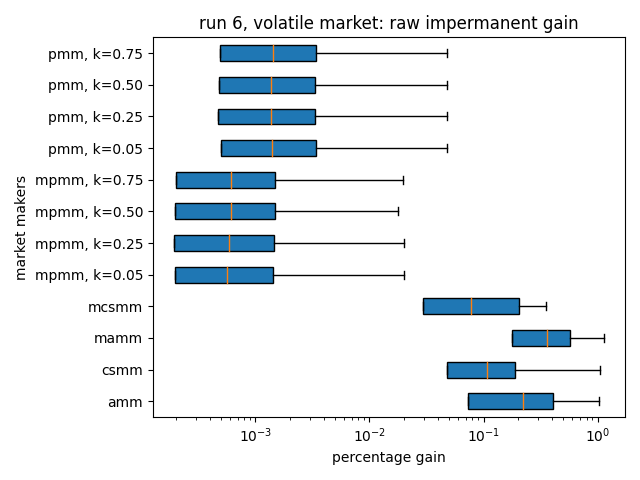 run 6, volatile market: raw impermanent gain
pmm, k=0.75
pmm, k=0.50
pmm, k=0.25
pmm, k=0.05
mpmm, k=0.75
mpmm, k=0.50
mpmm, k=0.25
mpmm, k=0.05
mcsmm
mamm
csmm
amm
market makers
10⁻³ 10⁻² 10⁻¹ 10⁰
percentage gain